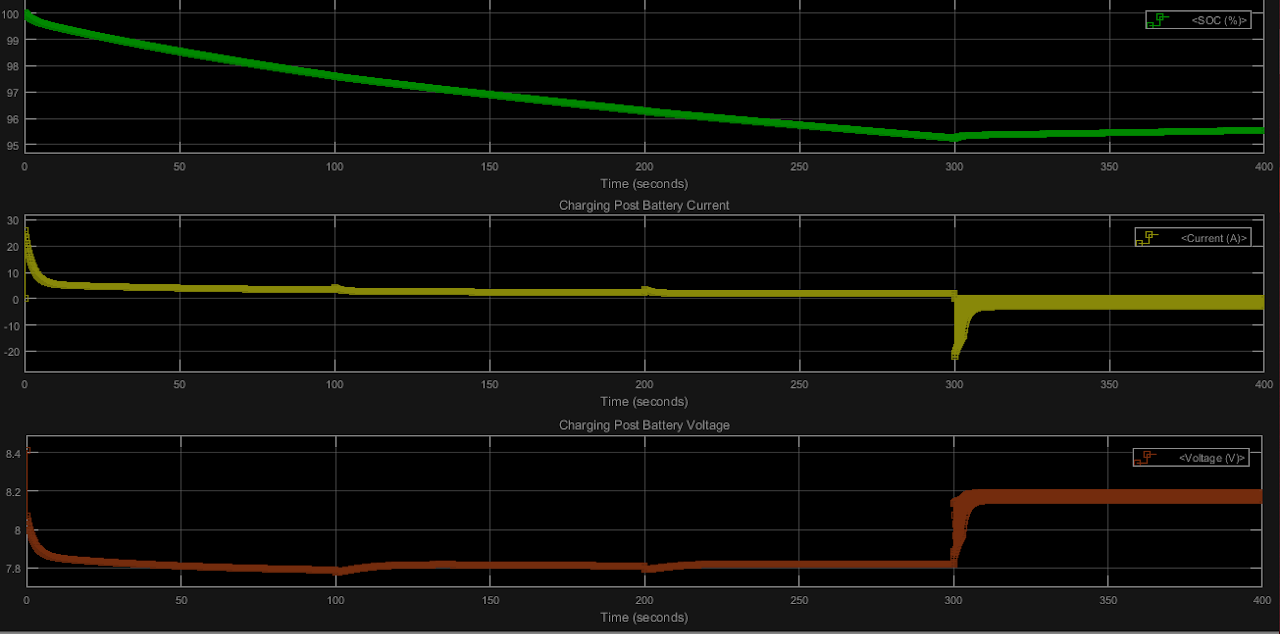 100
<SOC (%)>
99
98
97
96
95
0 50 100 150 200 250 300 350 400
Time (seconds)
Charging Post Battery Current
30
<Current (A)>
20
10
0
-10
-20
0 50 100 150 200 250 300 350 400
Time (seconds)
Charging Post Battery Voltage
8.4
<Voltage (V)>
8.2
8
7.8
0 50 100 150 200 250 300 350 400
Time (seconds)